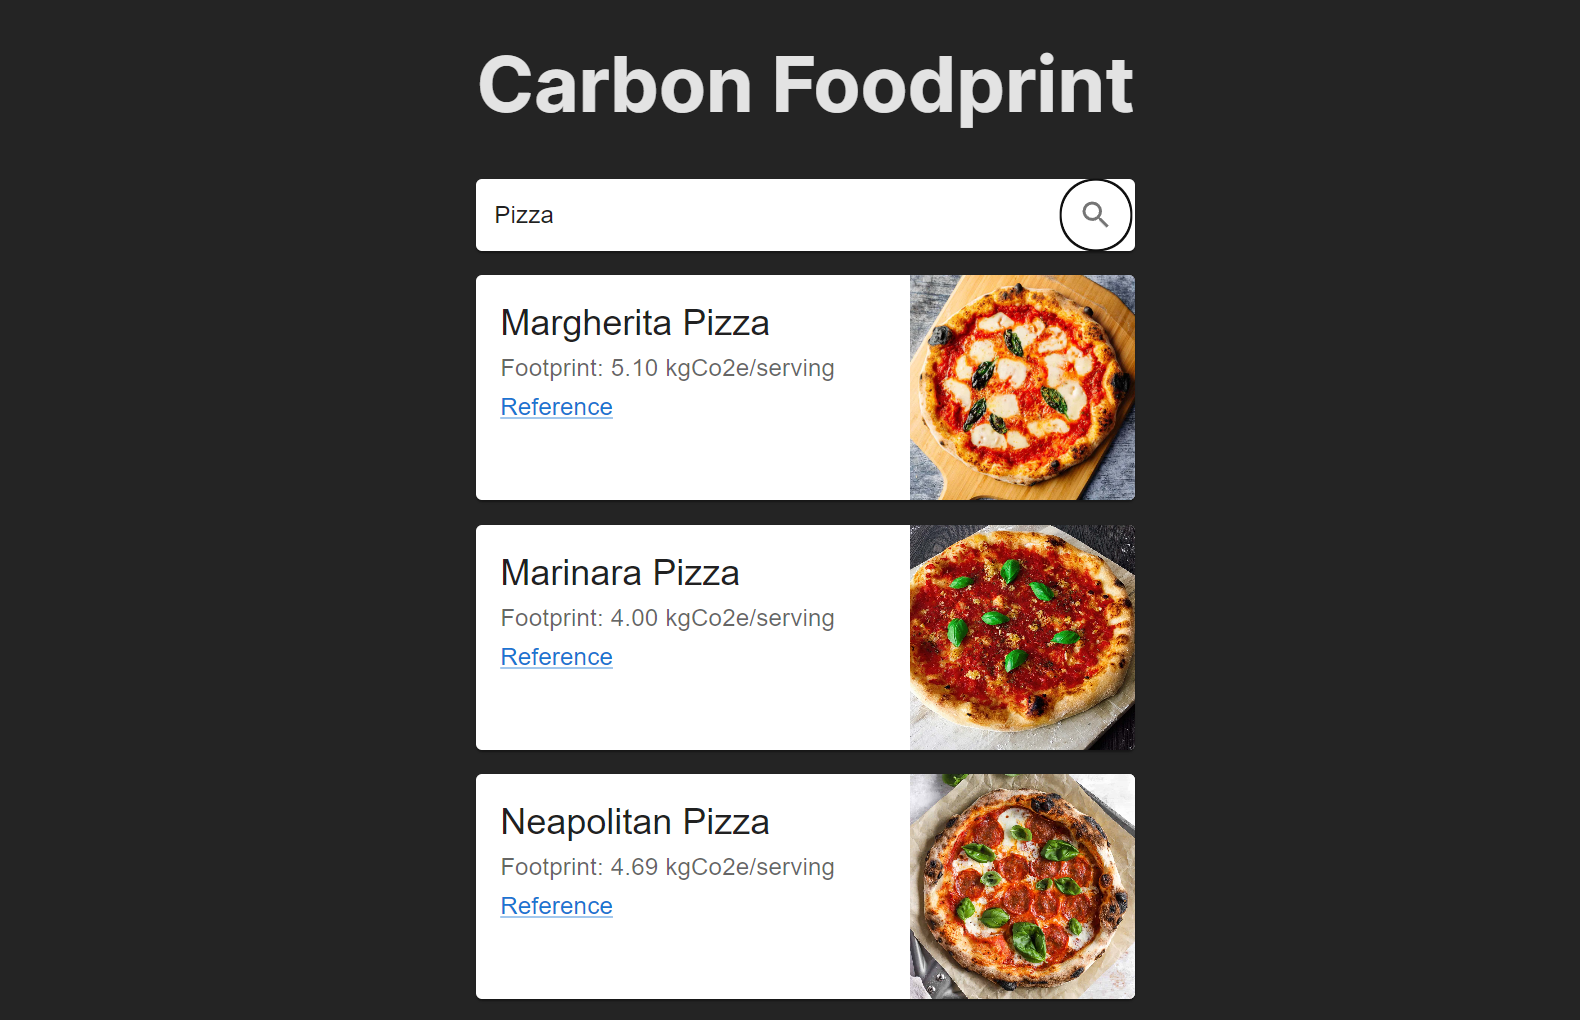 Carbon Foodprint
Pizza
Margherita Pizza
Footprint: 5.10 kgCo2e/serving
Reference
Marinara Pizza
Footprint: 4.00 kgCo2e/serving
Reference
Neapolitan Pizza
Footprint: 4.69 kgCo2e/serving
Reference